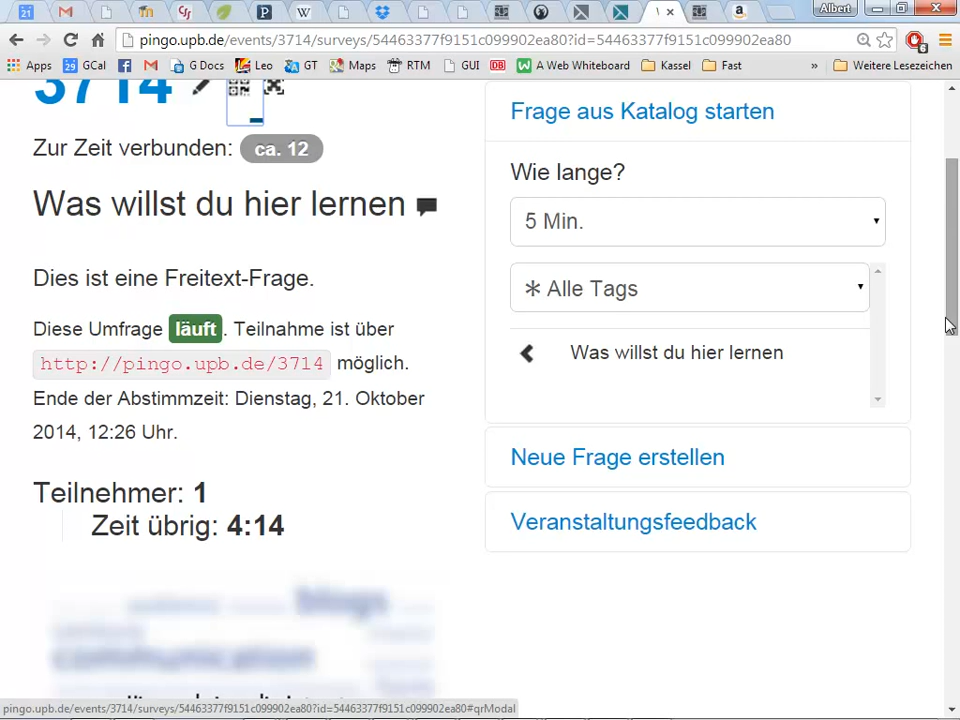 Albert
pingo.upb.de/events/3714/surveys/54463377f9151c099902ea80?id=54463377f9151c099902ea80
Apps GCal G Docs Leo GT Maps RTM GUI A Web Whiteboard Kassel Fast » Weitere Lesezeichen
3714
Zur Zeit verbunden: ca. 12
Was willst du hier lernen
Dies ist eine Freitext-Frage.
Diese Umfrage läuft. Teilnahme ist über
http://pingo.upb.de/3714 möglich.
Ende der Abstimmzeit: Dienstag, 21. Oktober
2014, 12:26 Uhr.
Teilnehmer: 1
Zeit übrig: 4:14
blogs
communication
Frage aus Katalog starten
Wie lange?
5 Min.
Alle Tags
Was willst du hier lernen
Neue Frage erstellen
Veranstaltungsfeedback
pingo.upb.de/events/3714/surveys/54463377f9151c099902ea80?id=54463377f9151c099902ea80#qrModal